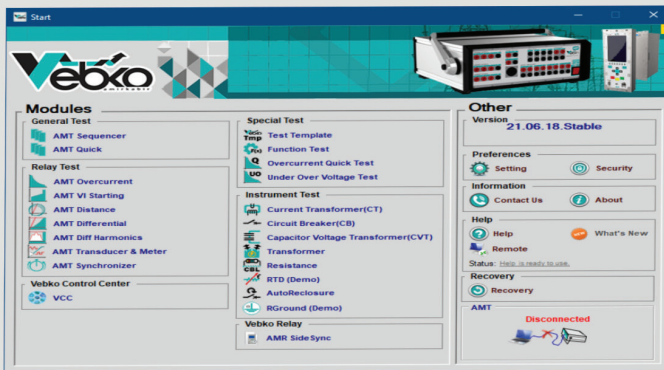 Start
Vebko
amirkabir
Modules
General Test
AMT Sequencer
AMT Quick
Relay Test
AMT Overcurrent
AMT VI Starting
AMT Distance
AMT Differential
AMT Diff Harmonics
AMT Transducer & Meter
AMT Synchronizer
Vebko Control Center
VCC
Special Test
Tmp Test Template
F(x) Function Test
Q Overcurrent Quick Test
UO Under Over Voltage Test
Instrument Test
Current Transformer(CT)
Circuit Breaker(CB)
Capacitor Voltage Transformer(CVT)
Transformer
CBL Resistance
RTD (Demo)
AutoReclosure
RGround (Demo)
Vebko Relay
AMR SideSync
Other
Version
21.06.18.Stable
Preferences
Setting
Security
Information
Contact Us
About
Help
Help
What's New
Remote
Status: Help is ready to use.
Recovery
Recovery
AMT
Disconnected